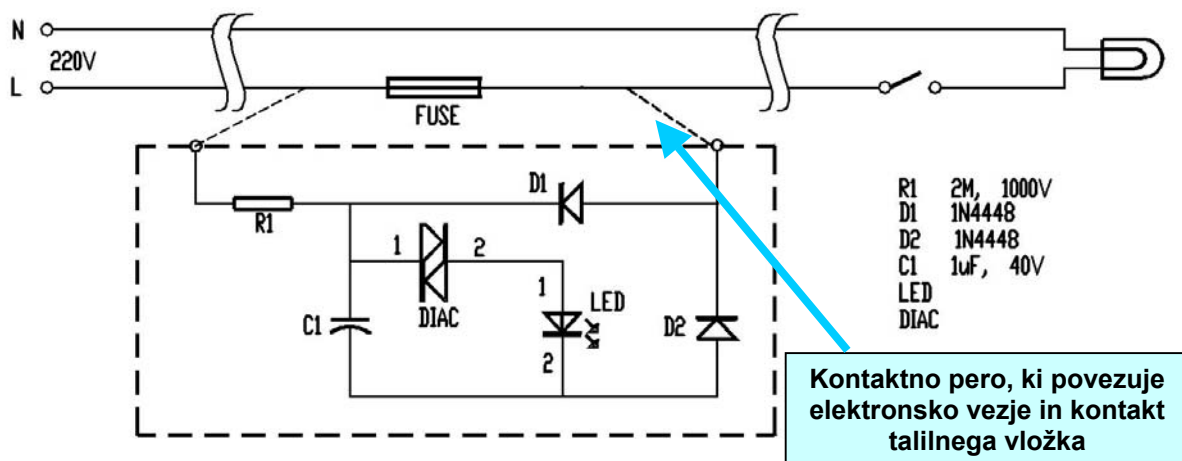 N
220V
L
FUSE
D1
R1
1
2
DIAC
C1
1
LED
2
D2
R1 2M, 1000V
D1 1N4448
D2 1N4448
C1 1uF, 40V
LED
DIAC
Kontaktno pero, ki povezuje
elektronsko vezje in kontakt
talilnega vložka